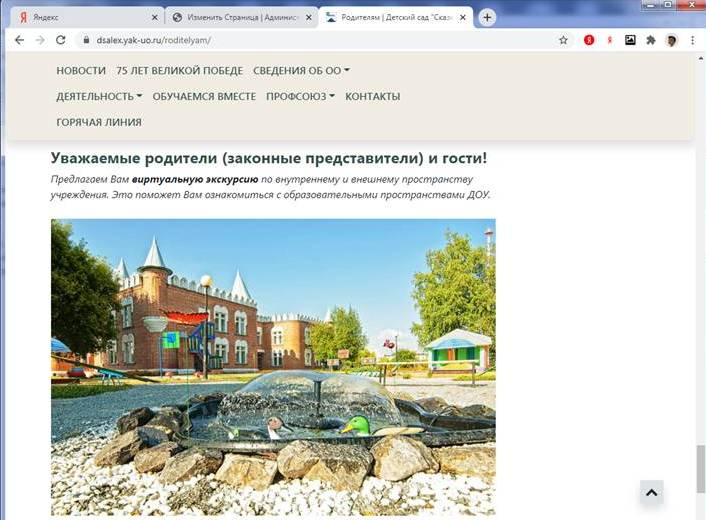 Яндекс
Изменить Страница | Админис
Родителям | Детский сад "Сказ
dsalex.yak-uo.ru/roditelyam/
НОВОСТИ 75 ЛЕТ ВЕЛИКОЙ ПОБЕДЕ СВЕДЕНИЯ ОБ ОО
ДЕЯТЕЛЬНОСТЬ ОБУЧАЕМСЯ ВМЕСТЕ ПРОФСОЮЗ КОНТАКТЫ
ГОРЯЧАЯ ЛИНИЯ
Уважаемые родители (законные представители) и гости!
Предлагаем Вам виртуальную экскурсию по внутреннему и внешнему пространству
учреждения. Это поможет Вам ознакомиться с образовательными пространствами ДОУ.